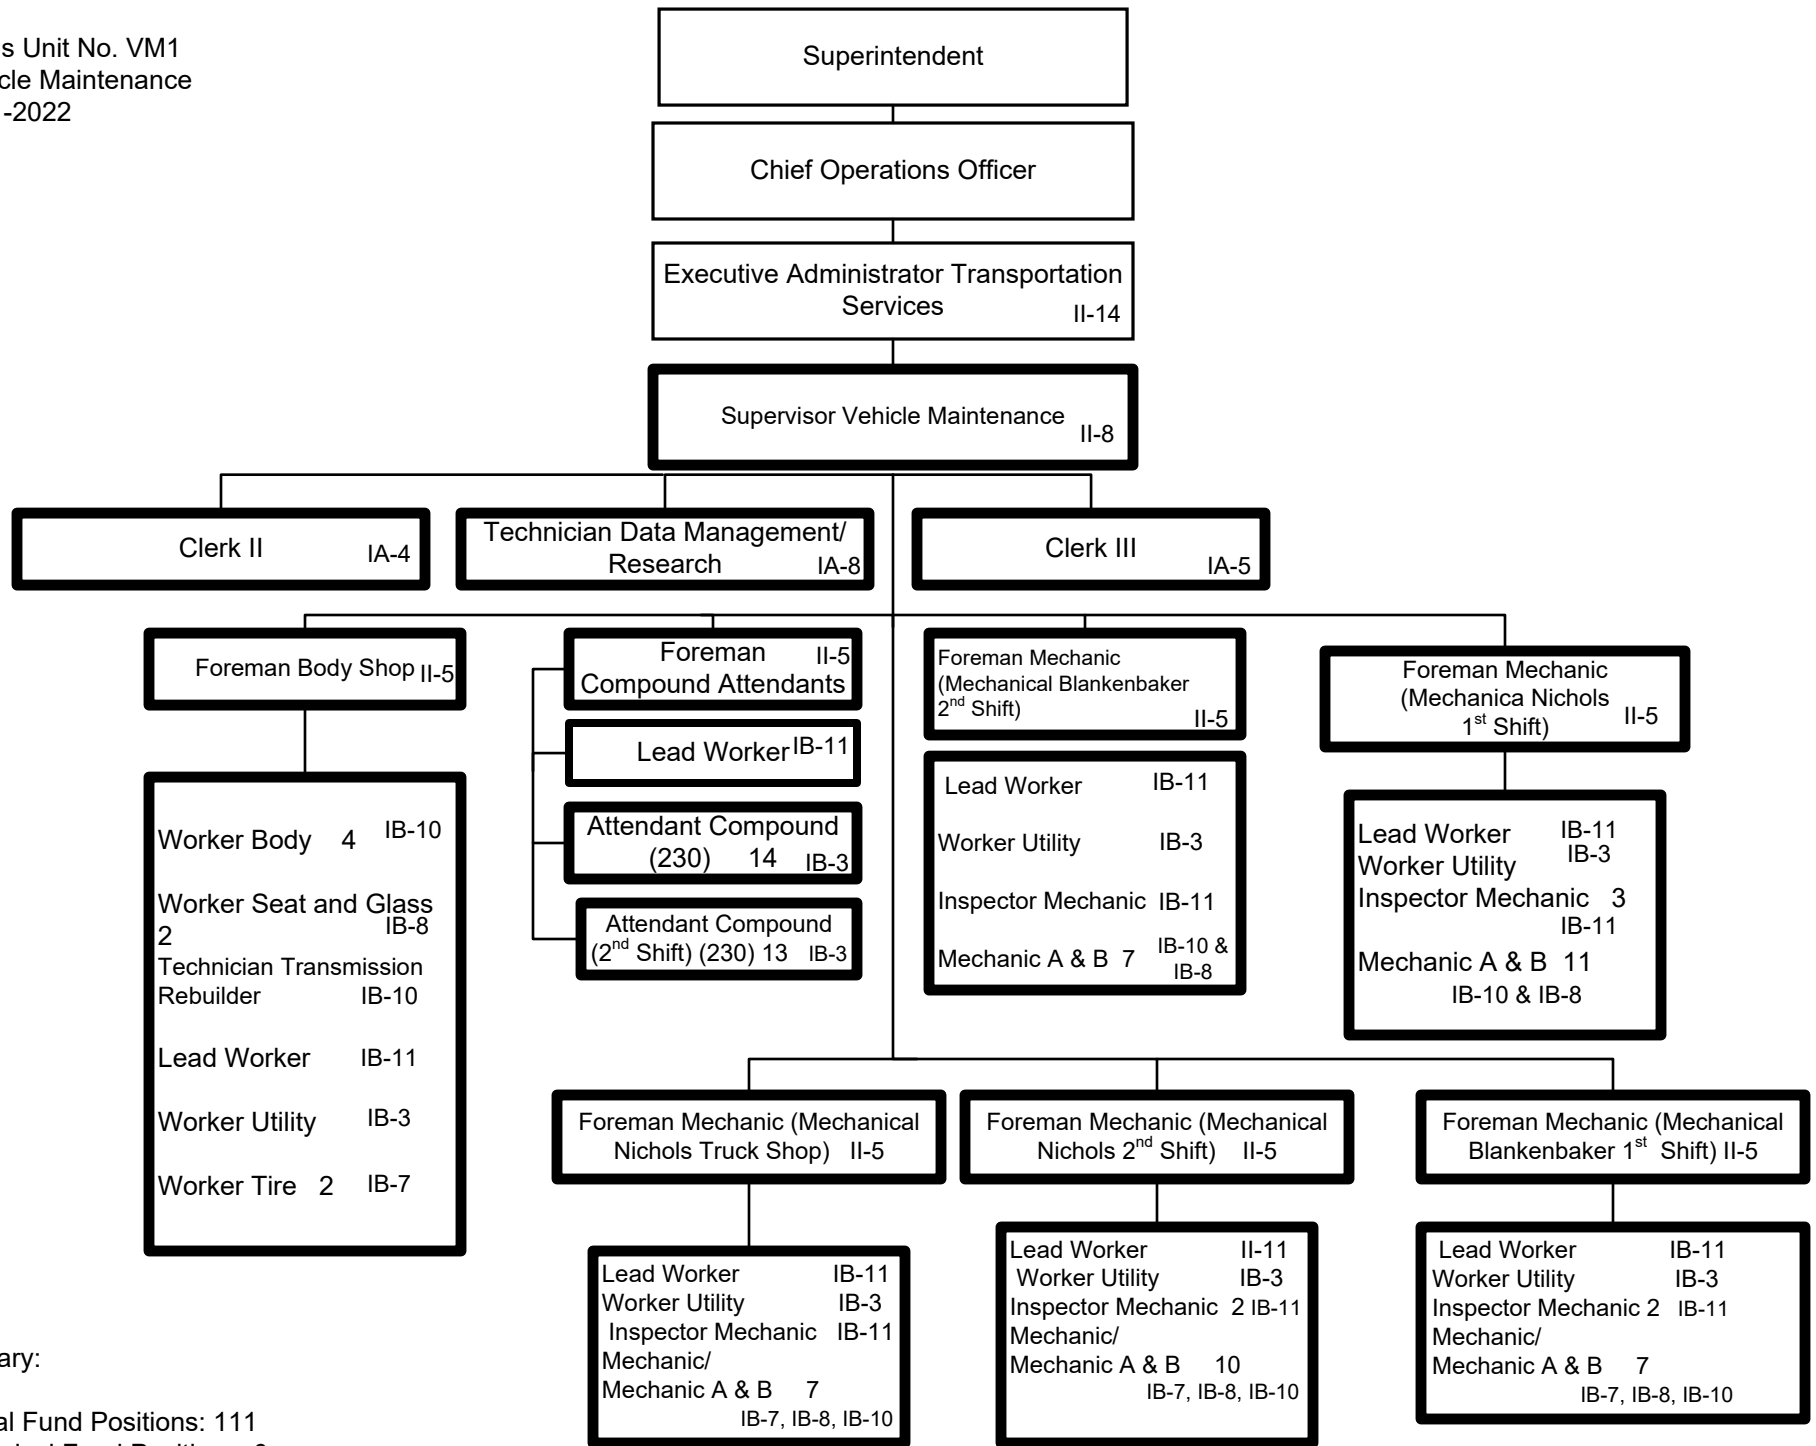 s Unit No. VM1
cle Maintenance
-2022
Superintendent
Chief Operations Officer
Executive Administrator Transportation
Services
II-14
Supervisor Vehicle Maintenance
II-8
Clerk II
IA-4
Technician Data Management/
Research IA-8
Clerk III
IA-5
Foreman Body Shop II-5
Foreman II-5
Compound Attendants
Foreman Mechanic
(Mechanical Blankenbaker
2nd Shift)
II-5
Foreman Mechanic
(Mechanica Nichols
1st Shift) II-5
Worker Body 4 IB-10
Worker Seat and Glass
2 IB-8
Technician Transmission
Rebuilder IB-10
Lead Worker IB-11
Worker Utility IB-3
Worker Tire 2 IB-7
Lead Worker IB-11
Attendant Compound
(230) 14 IB-3
Attendant Compound
(2nd Shift) (230) 13 IB-3
Lead Worker IB-11
Worker Utility IB-3
Inspector Mechanic IB-11
Mechanic A & B 7 IB-10 &
IB-8
Lead Worker IB-11
Worker Utility IB-3
Inspector Mechanic 3
IB-11
Mechanic A & B 11
IB-10 & IB-8
Foreman Mechanic (Mechanical
Nichols Truck Shop) II-5
Foreman Mechanic (Mechanical
Nichols 2nd Shift) II-5
Foreman Mechanic (Mechanical
Blankenbaker 1st Shift) II-5
Lead Worker IB-11
Worker Utility IB-3
Inspector Mechanic IB-11
Mechanic/
Mechanic A & B 7
IB-7, IB-8, IB-10
Lead Worker II-11
Worker Utility IB-3
Inspector Mechanic 2 IB-11
Mechanic/
Mechanic A & B 10
IB-7, IB-8, IB-10
Lead Worker IB-11
Worker Utility IB-3
Inspector Mechanic 2 IB-11
Mechanic/
Mechanic A & B 7
IB-7, IB-8, IB-10
ary:
al Fund Positions: 111